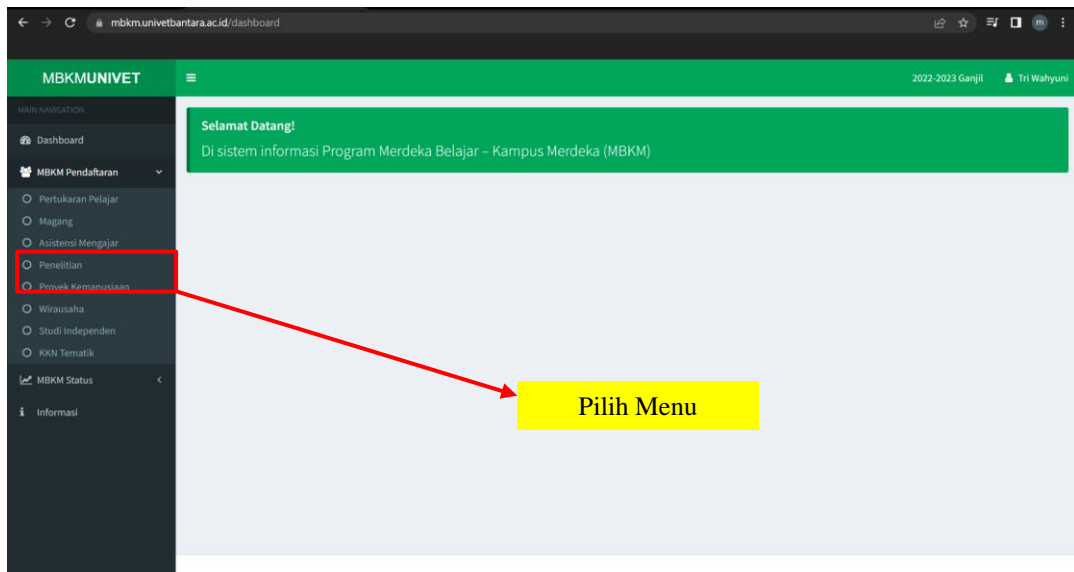 mbkm.univetbantara.ac.id/dashboard
m
MBKMUNIVET
2022-2023 Ganjil
Tri Wahyuni
MAIN NAVIGATION
Dashboard
MBKM Pendaftaran
Pertukaran Pelajar
Magang
Asistensi Mengajar
Penelitian
Proyek Kemanusiaan
Wirausaha
Studi Independen
KKN Tematik
MBKM Status
Informasi
Selamat Datang!
Di sistem informasi Program Merdeka Belajar – Kampus Merdeka (MBKM)
Pilih Menu